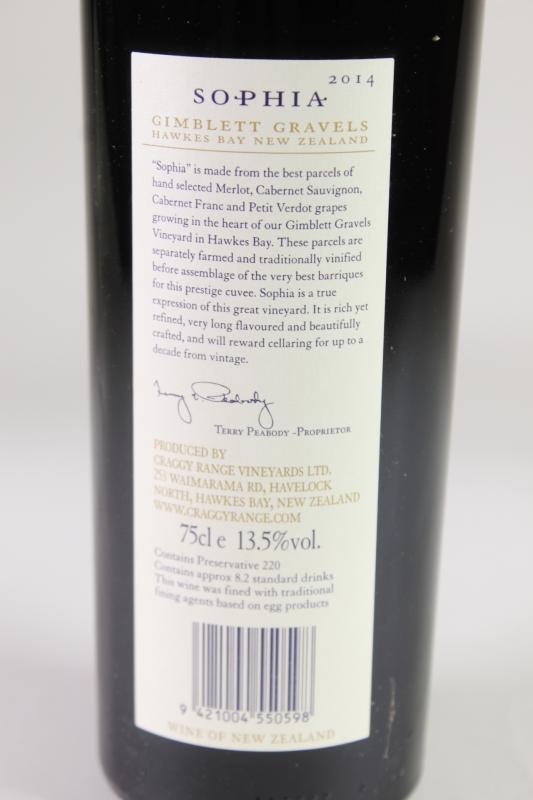 2014
SOPHIA
GIMBLETT GRAVELS
HAWKES BAY NEW ZEALAND
"Sophia" is made from the best parcels of
hand selected Merlot, Cabernet Sauvignon,
Cabernet Franc and Petit Verdot grapes
growing in the heart of our Gimblett Gravels
Vineyard in Hawkes Bay. These parcels are
separately farmed and traditionally vinified
before assemblage of the very best barriques
for this prestige cuvee. Sophia is a true
expression of this great vineyard. It is rich yet
refined, very long flavoured and beautifully
crafted, and will reward cellaring for up to a
decade from vintage.
Terry Peabody
TERRY PEABODY -PROPRIETOR
PRODUCED BY
CRAGGY RANGE VINEYARDS LTD.
253 WAIMARAMA RD, HAVELOCK
NORTH, HAWKES BAY, NEW ZEALAND
WWW.CRAGGYRANGE.COM
75cl e 13.5%vol.
Contains Preservative 220
Contains approx 8.2 standard drinks
This wine was fined with traditional
fining agents based on egg products
9 421004 550598
WINE OF NEW ZEALAND